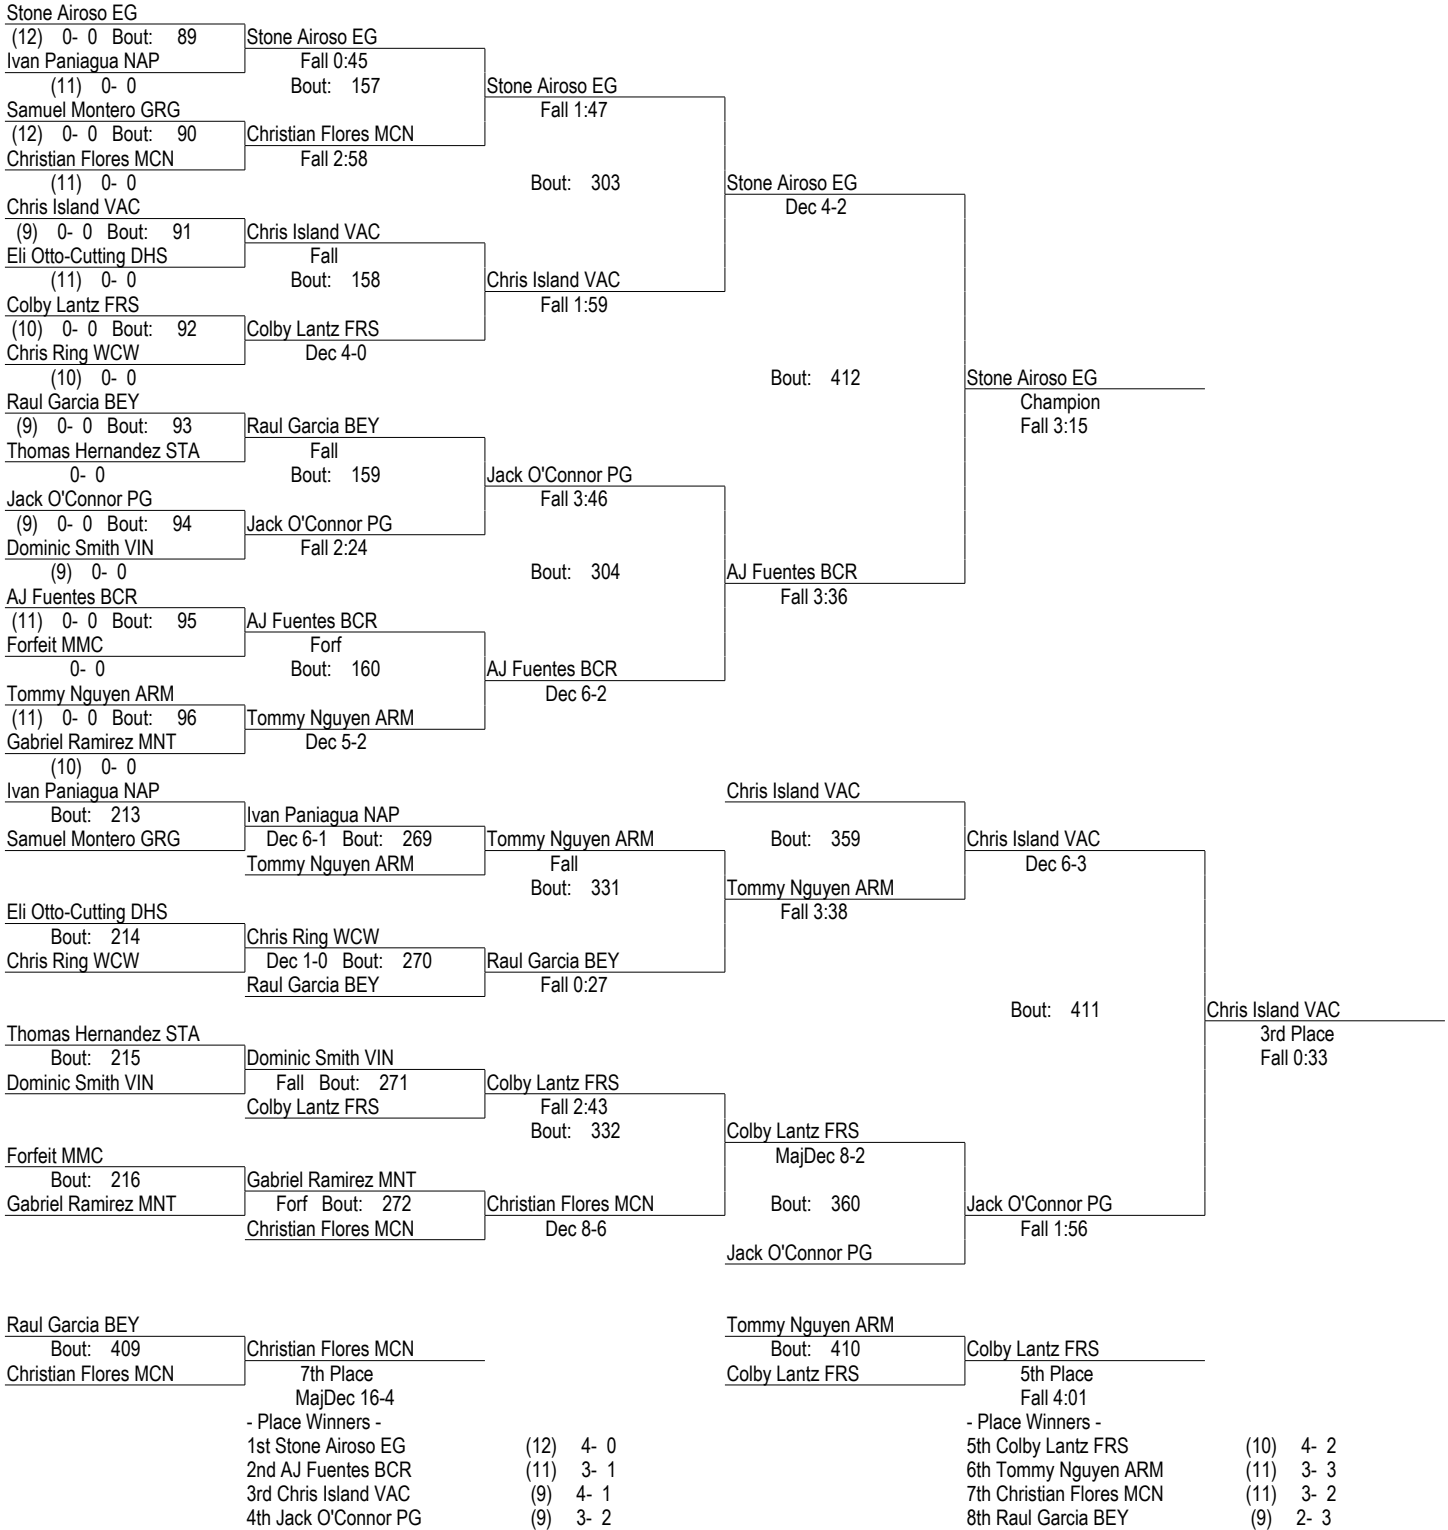 Stone Airoso EG
(12) 0- 0 Bout: 89 Stone Airoso EG
Ivan Paniagua NAP Fall 0:45
(11) 0- 0 Bout: 157 Stone Airoso EG
Samuel Montero GRG Fall 1:47
(12) 0- 0 Bout: 90 Christian Flores MCN
Christian Flores MCN Fall 2:58
(11) 0- 0 Bout: 303 Stone Airoso EG
Chris Island VAC Dec 4-2
(9) 0- 0 Bout: 91 Chris Island VAC
Eli Otto-Cutting DHS Fall
(11) 0- 0 Bout: 158 Chris Island VAC
Colby Lantz FRS Fall 1:59
(10) 0- 0 Bout: 92 Colby Lantz FRS
Chris Ring WCW Dec 4-0
(10) 0- 0 Bout: 412 Stone Airoso EG
Raul Garcia BEY Champion
(9) 0- 0 Bout: 93 Raul Garcia BEY Fall 3:15
Thomas Hernandez STA Fall
0- 0 Bout: 159 Jack O'Connor PG
Jack O'Connor PG Fall 3:46
(9) 0- 0 Bout: 94 Jack O'Connor PG
Dominic Smith VIN Fall 2:24
(9) 0- 0 Bout: 304 AJ Fuentes BCR
AJ Fuentes BCR Fall 3:36
(11) 0- 0 Bout: 95 AJ Fuentes BCR
Forfeit MMC Forf
0- 0 Bout: 160 AJ Fuentes BCR
Tommy Nguyen ARM Dec 6-2
(11) 0- 0 Bout: 96 Tommy Nguyen ARM
Gabriel Ramirez MNT Dec 5-2
(10) 0- 0
Ivan Paniagua NAP Chris Island VAC
Bout: 213 Ivan Paniagua NAP
Samuel Montero GRG Dec 6-1 Bout: 269 Tommy Nguyen ARM Bout: 359 Chris Island VAC
Tommy Nguyen ARM Fall Dec 6-3
Bout: 331 Tommy Nguyen ARM
Eli Otto-Cutting DHS Fall 3:38
Bout: 214 Chris Ring WCW
Chris Ring WCW Dec 1-0 Bout: 270 Raul Garcia BEY
Raul Garcia BEY Fall 0:27
Bout: 411 Chris Island VAC
Thomas Hernandez STA 3rd Place
Bout: 215 Dominic Smith VIN Fall 0:33
Dominic Smith VIN Fall Bout: 271 Colby Lantz FRS
Colby Lantz FRS Fall 2:43
Bout: 332 Colby Lantz FRS
Forfeit MMC MajDec 8-2
Bout: 216 Gabriel Ramirez MNT
Gabriel Ramirez MNT Forf Bout: 272 Christian Flores MCN Bout: 360 Jack O'Connor PG
Christian Flores MCN Dec 8-6 Fall 1:56
Jack O'Connor PG
Raul Garcia BEY Tommy Nguyen ARM
Bout: 409 Christian Flores MCN Bout: 410 Colby Lantz FRS
Christian Flores MCN 7th Place Colby Lantz FRS 5th Place
MajDec 16-4 Fall 4:01
- Place Winners - - Place Winners -
1st Stone Airoso EG (12) 4- 0 5th Colby Lantz FRS (10) 4- 2
2nd AJ Fuentes BCR (11) 3- 1 6th Tommy Nguyen ARM (11) 3- 3
3rd Chris Island VAC (9) 4- 1 7th Christian Flores MCN (11) 3- 2
4th Jack O'Connor PG (9) 3- 2 8th Raul Garcia BEY (9) 2- 3